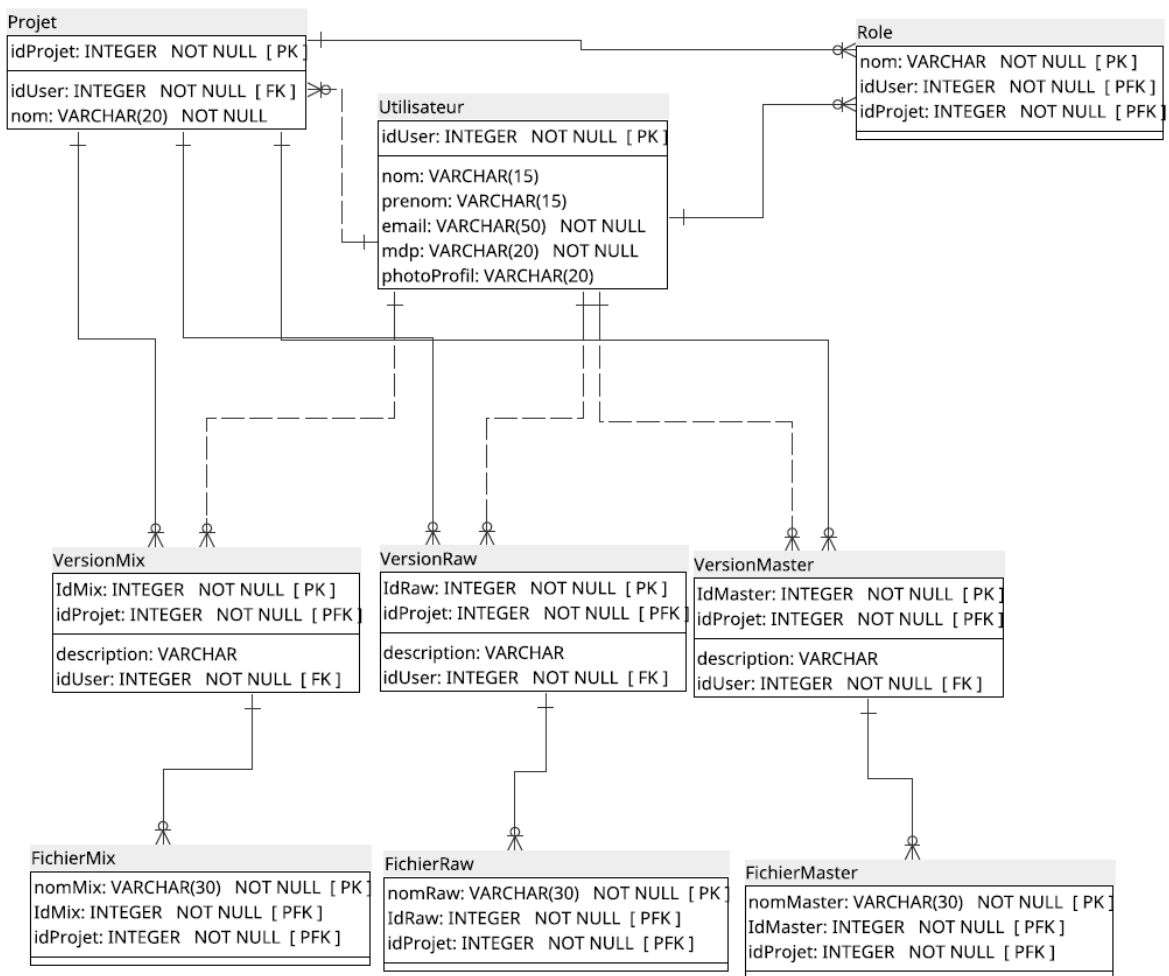 Projet
idProjet: INTEGER NOT NULL [ PK ]
idUser: INTEGER NOT NULL [ FK ]
nom: VARCHAR(20) NOT NULL
Role
nom: VARCHAR NOT NULL [ PK ]
idUser: INTEGER NOT NULL [ PFK ]
idProjet: INTEGER NOT NULL [ PFK ]
Utilisateur
idUser: INTEGER NOT NULL [ PK ]
nom: VARCHAR(15)
prenom: VARCHAR(15)
email: VARCHAR(50) NOT NULL
mdp: VARCHAR(20) NOT NULL
photoProfil: VARCHAR(20)
VersionMix
IdMix: INTEGER NOT NULL [ PK ]
idProjet: INTEGER NOT NULL [ PFK ]
description: VARCHAR
idUser: INTEGER NOT NULL [ FK ]
VersionRaw
IdRaw: INTEGER NOT NULL [ PK ]
idProjet: INTEGER NOT NULL [ PFK ]
description: VARCHAR
idUser: INTEGER NOT NULL [ FK ]
VersionMaster
IdMaster: INTEGER NOT NULL [ PK ]
idProjet: INTEGER NOT NULL [ PFK ]
description: VARCHAR
idUser: INTEGER NOT NULL [ FK ]
FichierMix
nomMix: VARCHAR(30) NOT NULL [ PK ]
IdMix: INTEGER NOT NULL [ PFK ]
idProjet: INTEGER NOT NULL [ PFK ]
FichierRaw
nomRaw: VARCHAR(30) NOT NULL [ PK ]
IdRaw: INTEGER NOT NULL [ PFK ]
idProjet: INTEGER NOT NULL [ PFK ]
FichierMaster
nomMaster: VARCHAR(30) NOT NULL [ PK ]
IdMaster: INTEGER NOT NULL [ PFK ]
idProjet: INTEGER NOT NULL [ PFK ]